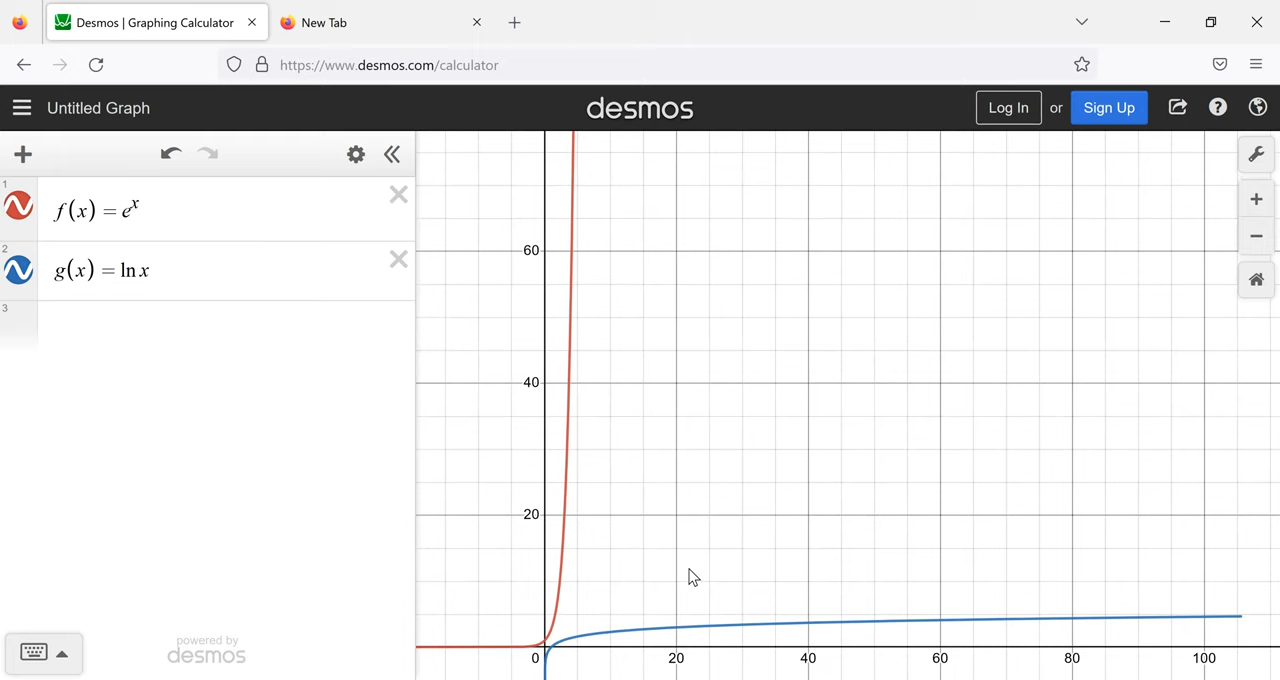 Desmos | Graphing Calculator
New Tab
https://www.desmos.com/calculator
Untitled Graph
desmos
Log In or Sign Up
1
f(x) = e^x
2
g(x) = ln x
3
60
40
20
0 20 40 60 80 100
powered by
desmos